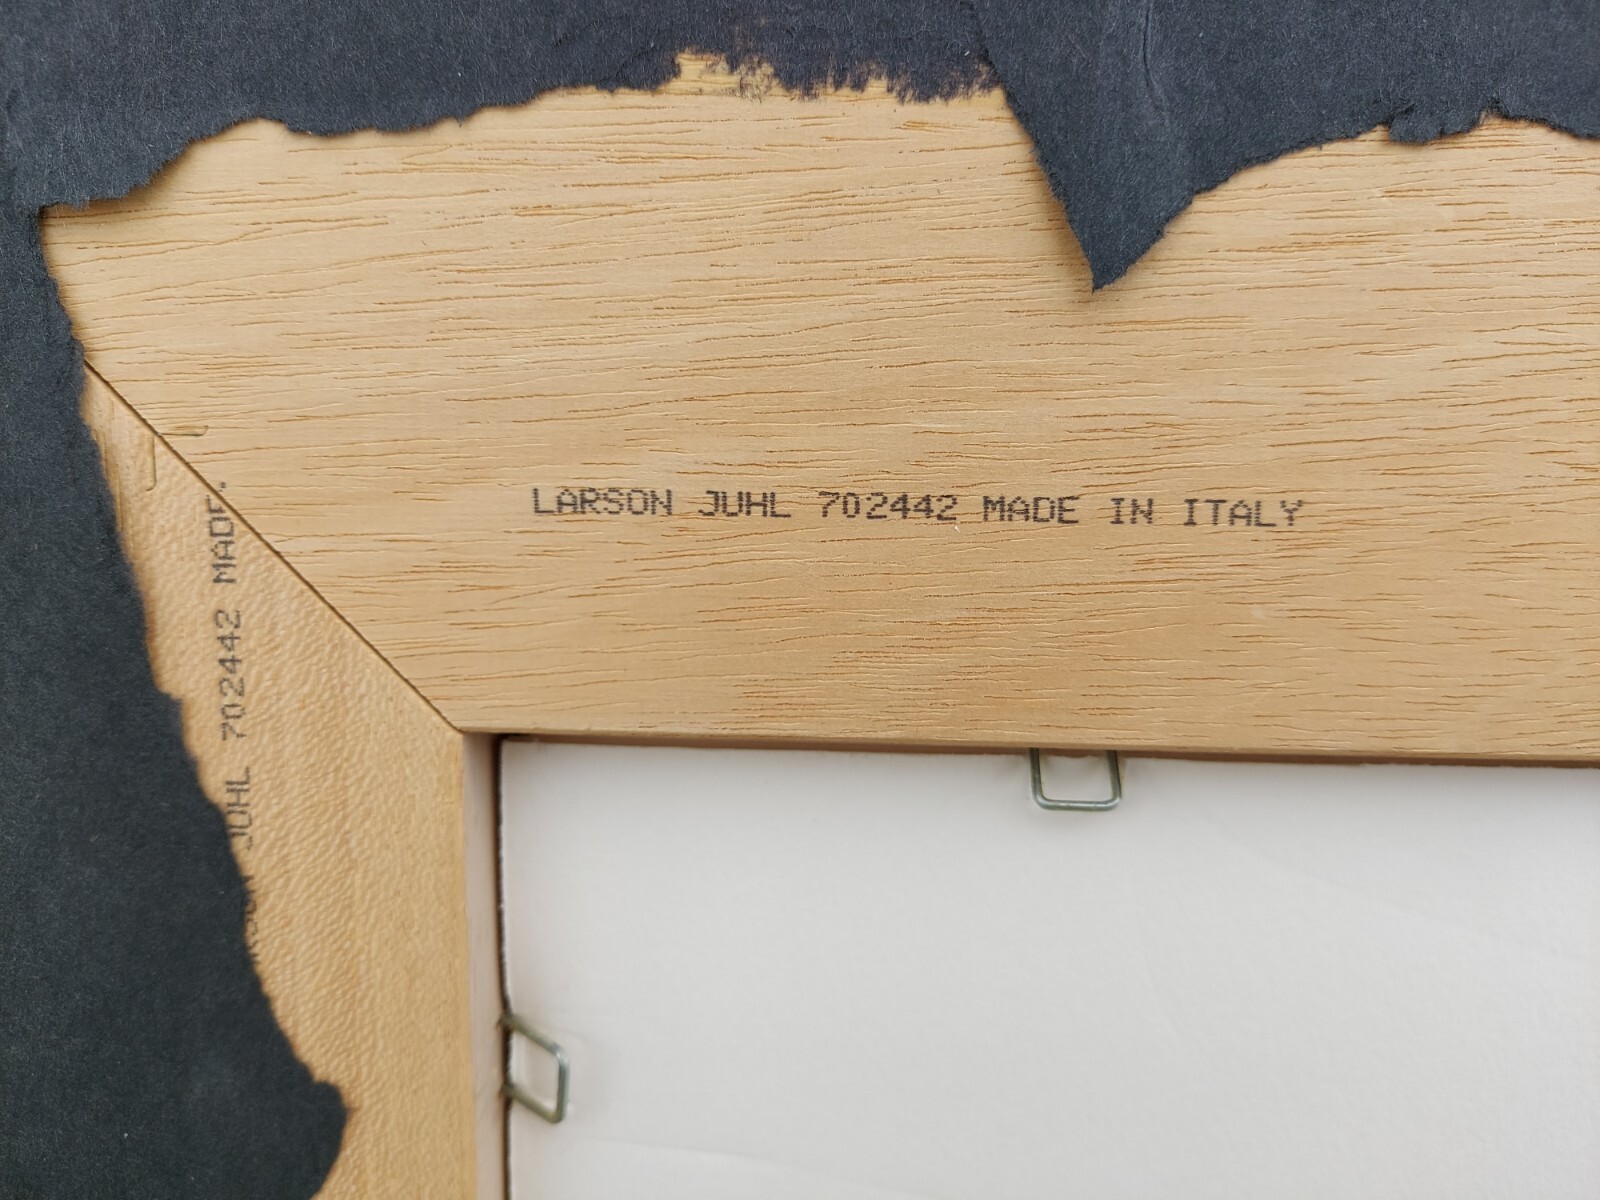 LARSON JUHL 702442 MADE IN ITALY
JUHL 702442 MADE